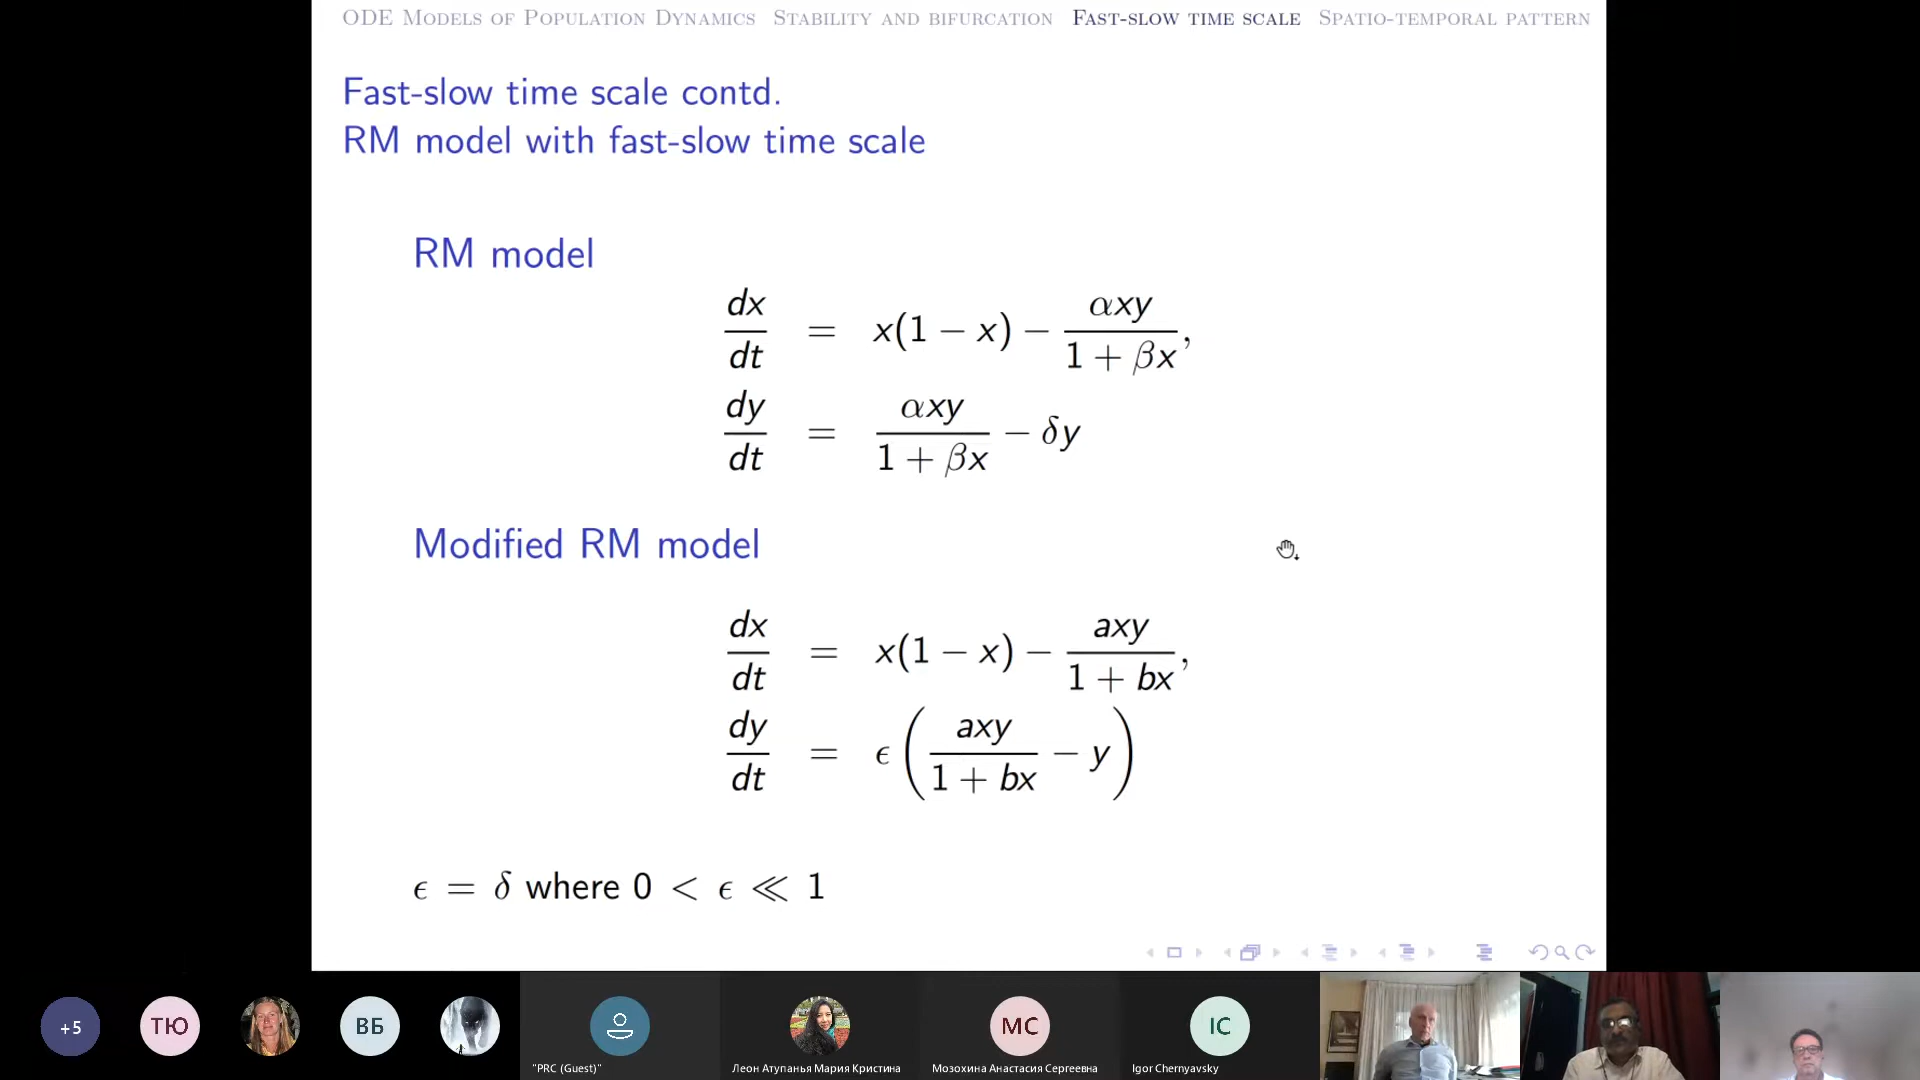 ODE Models of Population Dynamics Stability and bifurcation Fast-slow time scale Spatio-temporal pattern
Fast-slow time scale contd.
RM model with fast-slow time scale
RM model
dx/dt = x(1 − x) − αxy/(1 + βx),
dy/dt = αxy/(1 + βx) − δy
Modified RM model
dx/dt = x(1 − x) − axy/(1 + bx),
dy/dt = ϵ(axy/(1 + bx) − y)
ϵ = δ where 0 < ϵ ≪ 1
+5
ТЮ
ВБ
МС
IC
"PRC (Guest)"
Леон Атупанья Мария Кристина
Мозохина Анастасия Сергеевна
Igor Chernyavsky